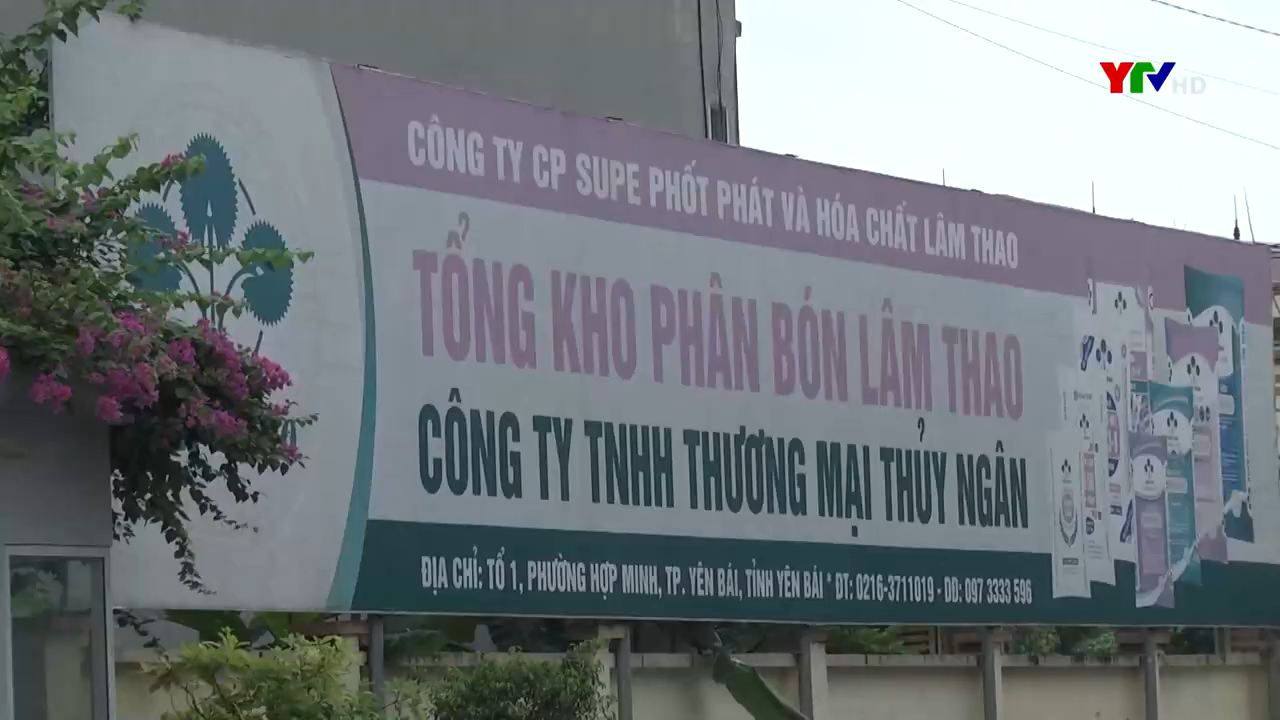 YTV HD
CÔNG TY CP SUPE PHỐT PHÁT VÀ HÓA CHẤT LÂM THAO
TỔNG KHO PHÂN BÓN LÂM THAO
CÔNG TY TNHH THƯƠNG MẠI THỦY NGÂN
ĐỊA CHỈ: TỔ 1, PHƯỜNG HỢP MINH, TP. YÊN BÁI, TỈNH YÊN BÁI * ĐT: 0216-3711019 - DĐ: 097 3333 596